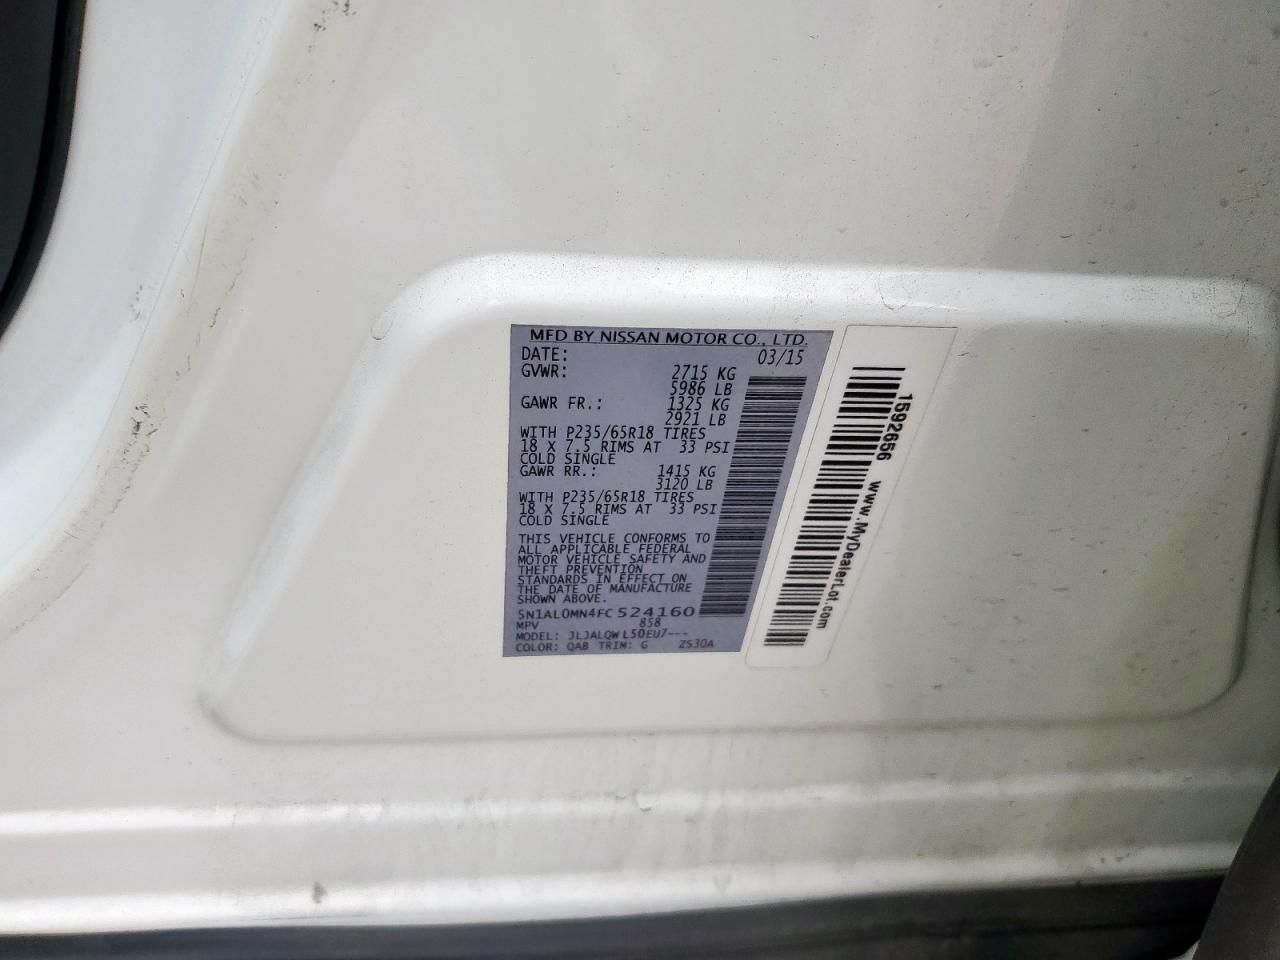 MFD BY NISSAN MOTOR CO., LTD.
DATE: 03/15
GVWR: 2715 KG
5986 LB
GAWR FR.: 1325 KG
2921 LB
WITH P235/65R18 TIRES
18 X 7.5 RIMS AT 33 PSI
COLD SINGLE
GAWR RR.: 1415 KG
3120 LB
WITH P235/65R18 TIRES
18 X 7.5 RIMS AT 33 PSI
COLD SINGLE
THIS VEHICLE CONFORMS TO
ALL APPLICABLE FEDERAL
MOTOR VEHICLE SAFETY AND
THEFT PREVENTION
STANDARDS IN EFFECT ON
THE DATE OF MANUFACTURE
SHOWN ABOVE.
5N1AL0MN4FC524160
MPV 858
MODEL: JLJALQWL50EU7---
COLOR: QAB TRIM: G ZS30A
1592656 www.MyDealerLot.com